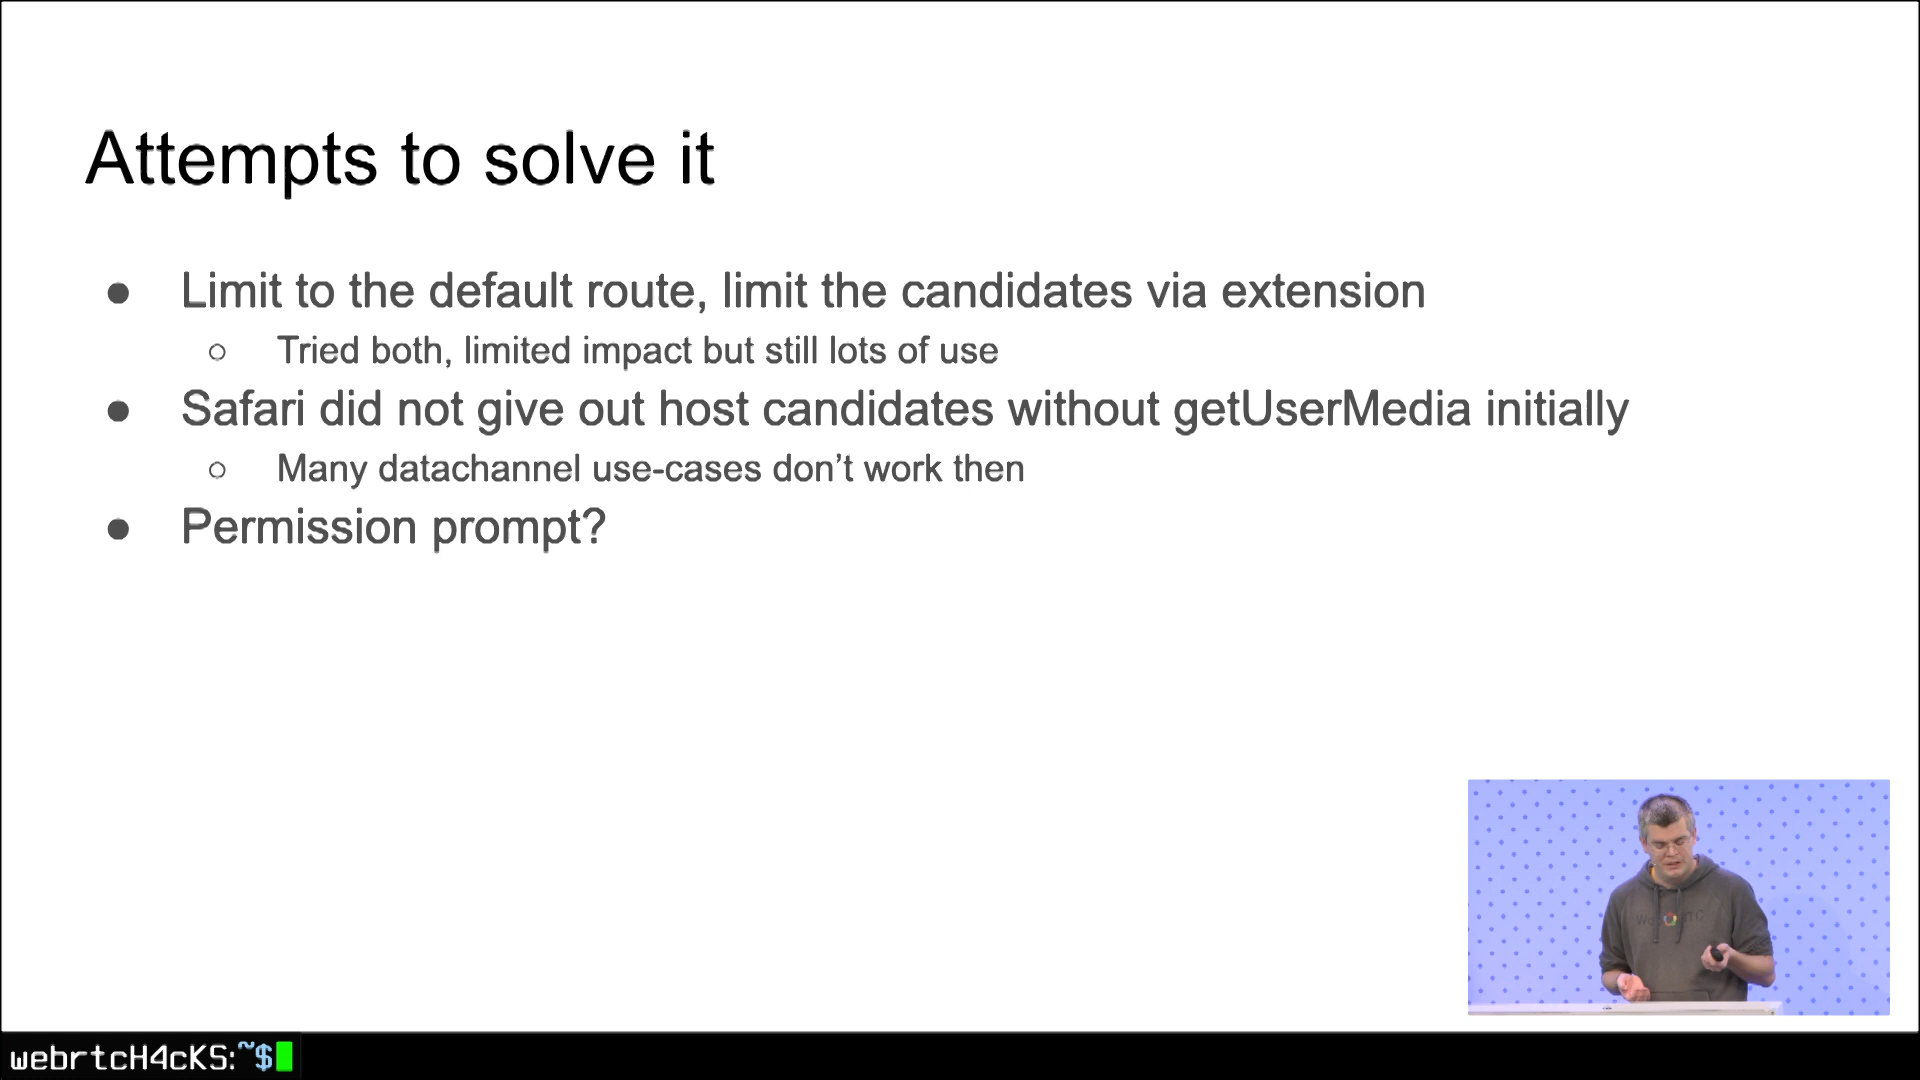 Attempts to solve it
● Limit to the default route, limit the candidates via extension
○ Tried both, limited impact but still lots of use
● Safari did not give out host candidates without getUserMedia initially
○ Many datachannel use-cases don’t work then
● Permission prompt?
webrtcH4cKS:~$